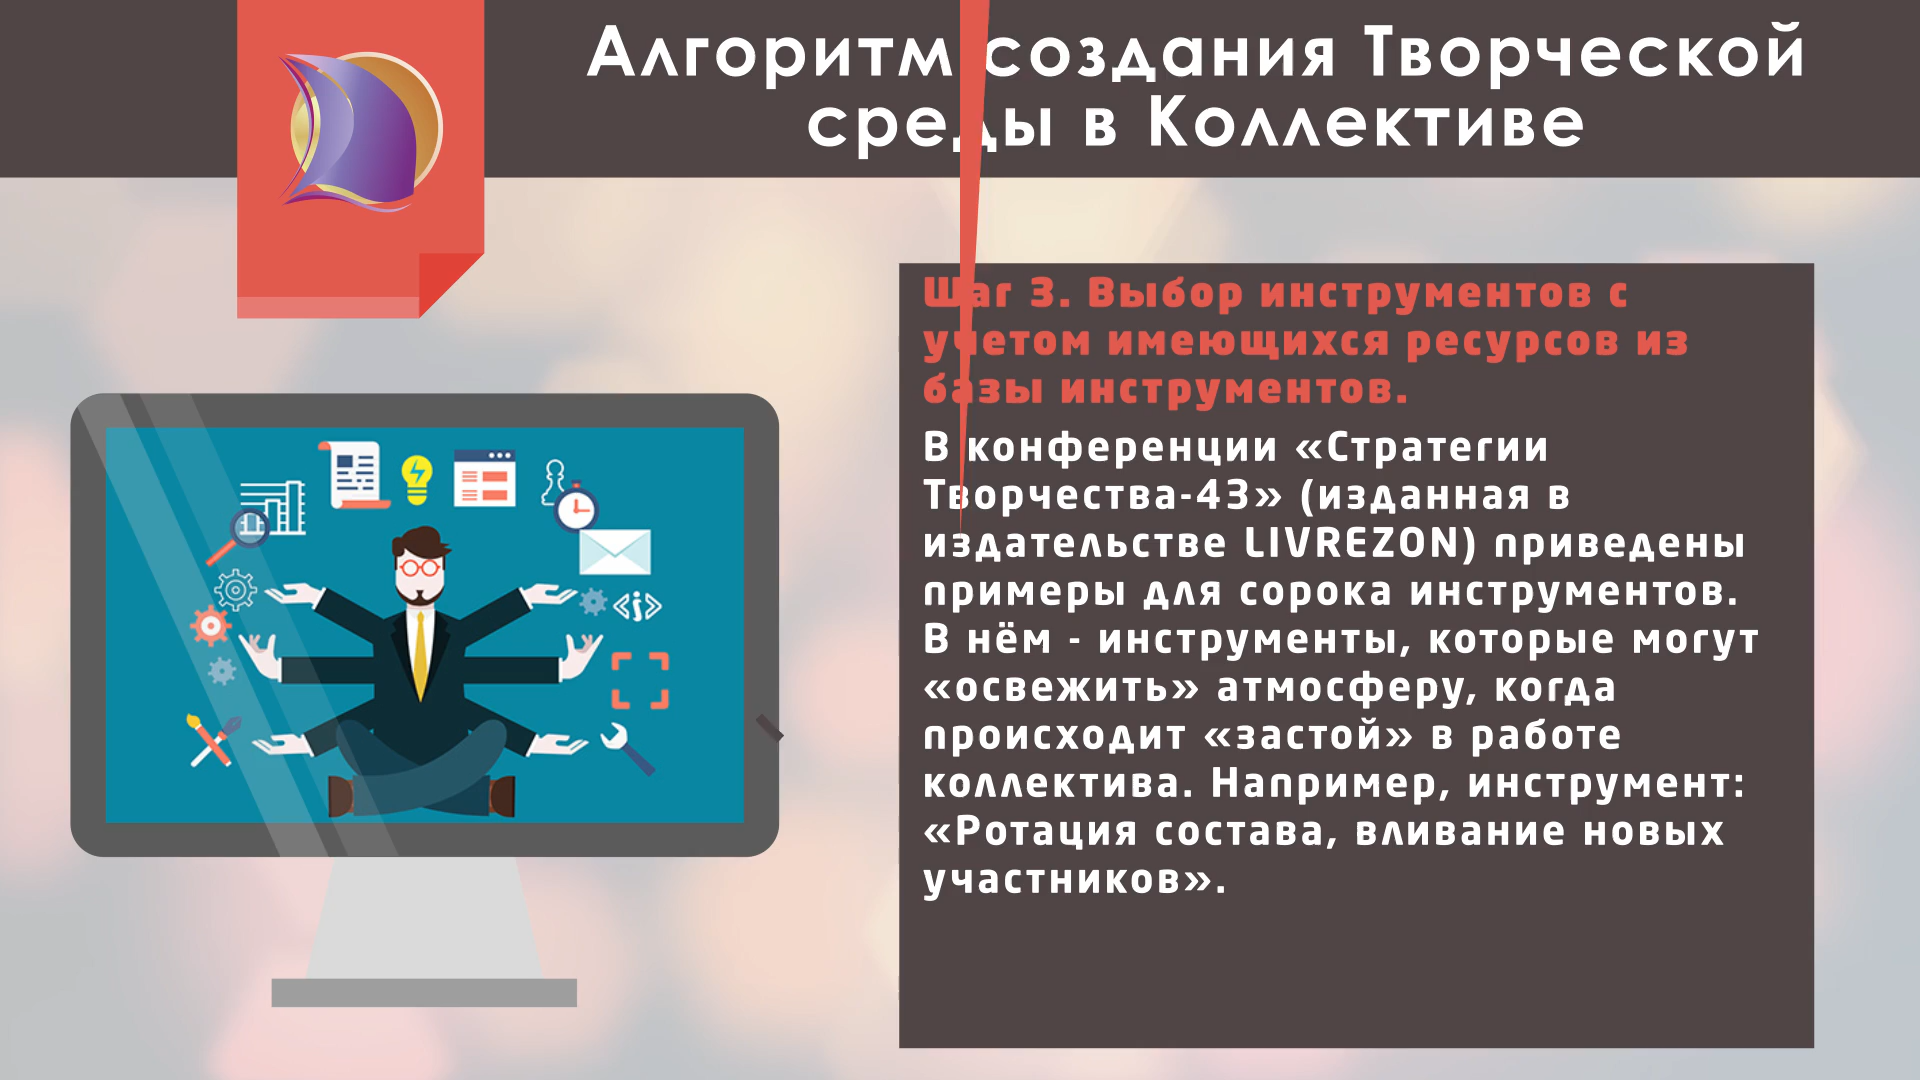 Алгоритм создания Творческой
среды в Коллективе
Шаг 3. Выбор инструментов с
учетом имеющихся ресурсов из
базы инструментов.
В конференции «Стратегии
Творчества-43» (изданная в
издательстве LIVREZON) приведены
примеры для сорока инструментов.
В нём - инструменты, которые могут
«освежить» атмосферу, когда
происходит «застой» в работе
коллектива. Например, инструмент:
«Ротация состава, вливание новых
участников».